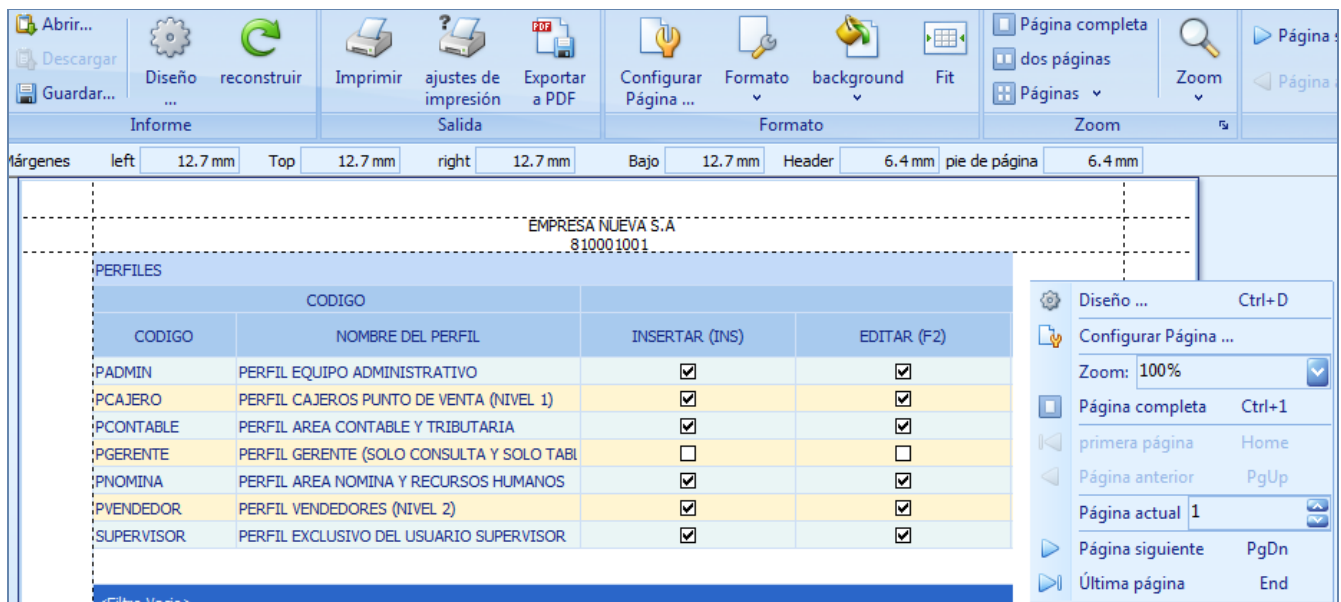 Abrir...
Descargar
Guardar...
Diseño
...
reconstruir
Informe
Imprimir
ajustes de
impresión
Exportar
a PDF
Salida
Configurar
Página ...
Formato
background
Fit
Formato
Página completa
dos páginas
Páginas
Zoom
Zoom
Página
Página
Márgenes left 12.7 mm Top 12.7 mm right 12.7 mm Bajo 12.7 mm Header 6.4 mm pie de página 6.4 mm
EMPRESA NUEVA S.A
810001001
PERFILES
CODIGO
CODIGO NOMBRE DEL PERFIL INSERTAR (INS) EDITAR (F2)
PADMIN PERFIL EQUIPO ADMINISTRATIVO
PCAJERO PERFIL CAJEROS PUNTO DE VENTA (NIVEL 1)
PCONTABLE PERFIL AREA CONTABLE Y TRIBUTARIA
PGERENTE PERFIL GERENTE (SOLO CONSULTA Y SOLO TABL
PNOMINA PERFIL AREA NOMINA Y RECURSOS HUMANOS
PVENDEDOR PERFIL VENDEDORES (NIVEL 2)
SUPERVISOR PERFIL EXCLUSIVO DEL USUARIO SUPERVISOR
<Filtro Vacio>
Diseño ... Ctrl+D
Configurar Página ...
Zoom: 100%
Página completa Ctrl+1
primera página Home
Página anterior PgUp
Página actual 1
Página siguiente PgDn
Última página End